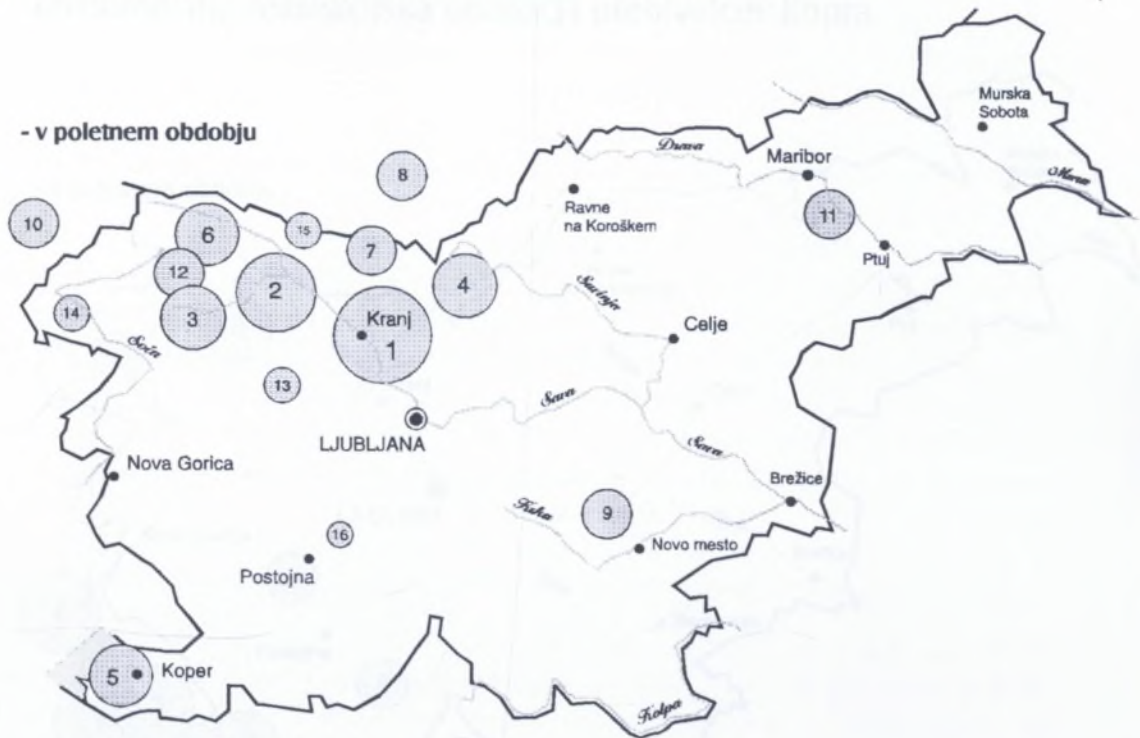 - v poletnem obdobju
Murska
Sobota
Drava
Maribor
Mura
8
Ravne
na Koroškem
10
11
6
15
7
Ptuj
12
4
2
Savinja
14
3
Kranj
Celje
1
Soča
13
Sava
LJUBLJANA
Sava
Nova Gorica
Brežice
Krka
9
16
Novo mesto
Postojna
5
Koper
Kolpa